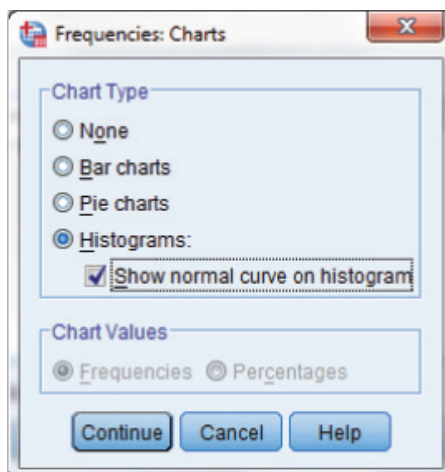 Frequencies: Charts
Chart Type
None
Bar charts
Pie charts
Histograms:
Show normal curve on histogram
Chart Values
Frequencies Percentages
Continue Cancel Help